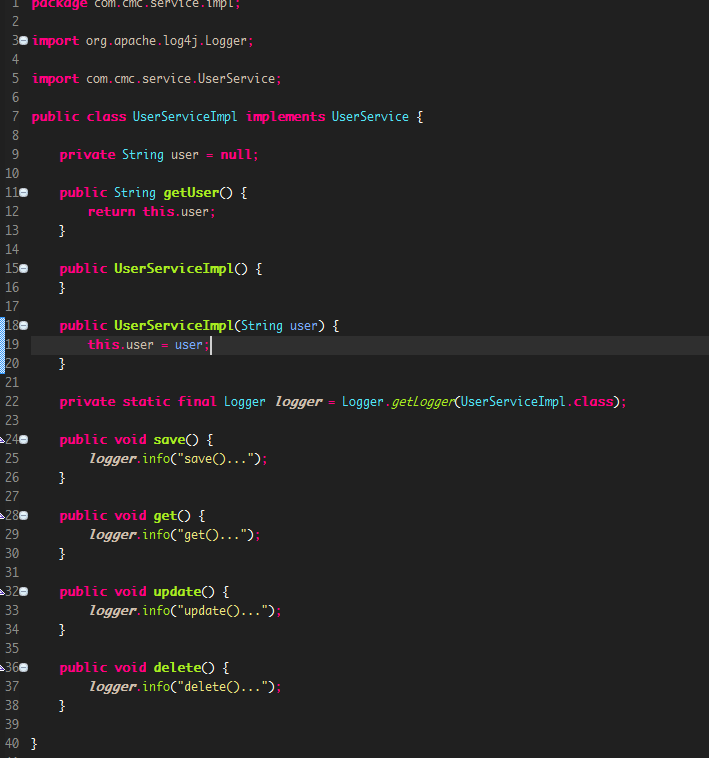 1 package com.cmc.service.impl;
2
3 import org.apache.log4j.Logger;
4
5 import com.cmc.service.UserService;
6
7 public class UserServiceImpl implements UserService {
8
9     private String user = null;
10
11     public String getUser() {
12         return this.user;
13     }
14
15     public UserServiceImpl() {
16     }
17
18     public UserServiceImpl(String user) {
19         this.user = user;
20     }
21
22     private static final Logger logger = Logger.getLogger(UserServiceImpl.class);
23
24     public void save() {
25         logger.info("save()...");
26     }
27
28     public void get() {
29         logger.info("get()...");
30     }
31
32     public void update() {
33         logger.info("update()...");
34     }
35
36     public void delete() {
37         logger.info("delete()...");
38     }
39
40 }